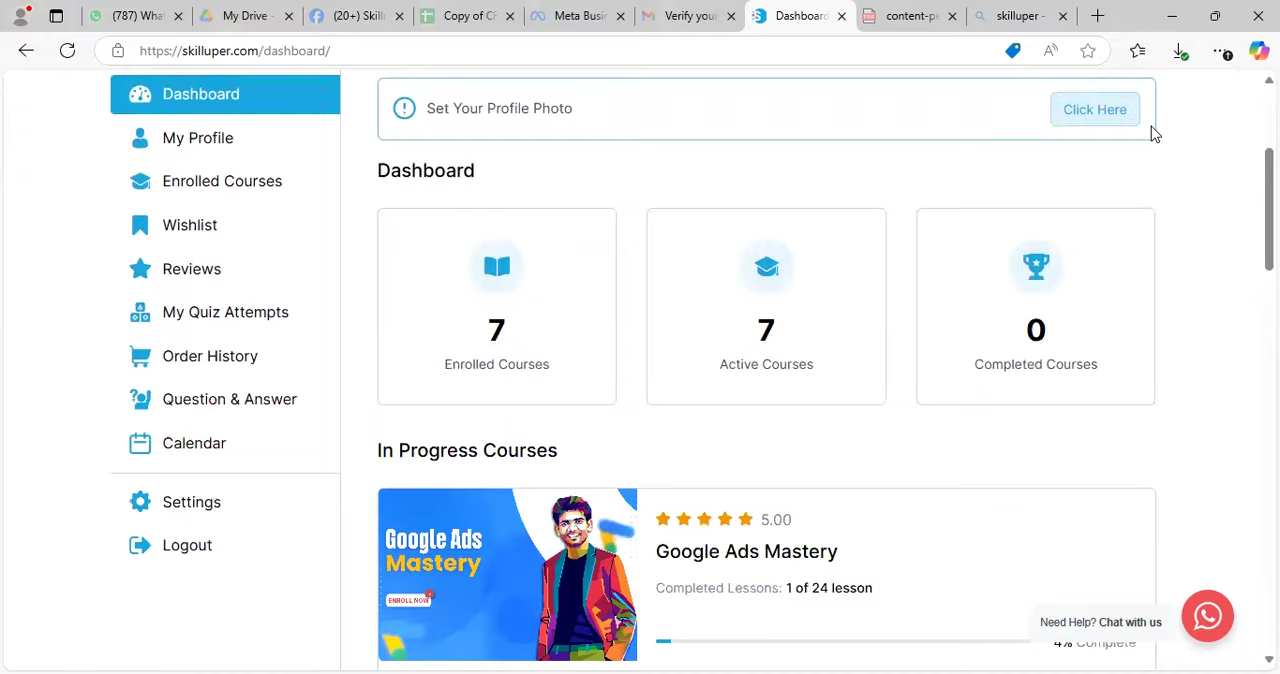 (787) Wha
My Drive -
(20+) Skill
Copy of CF
Meta Busin
Verify your
Dashboard
content-pe
skilluper -
https://skilluper.com/dashboard/
Dashboard
My Profile
Enrolled Courses
Wishlist
Reviews
My Quiz Attempts
Order History
Question & Answer
Calendar
Settings
Logout
Set Your Profile Photo
Click Here
Dashboard
7
Enrolled Courses
7
Active Courses
0
Completed Courses
In Progress Courses
Google Ads
Mastery
ENROLL NOW
5.00
Google Ads Mastery
Completed Lessons: 1 of 24 lesson
4% Complete
Need Help? Chat with us